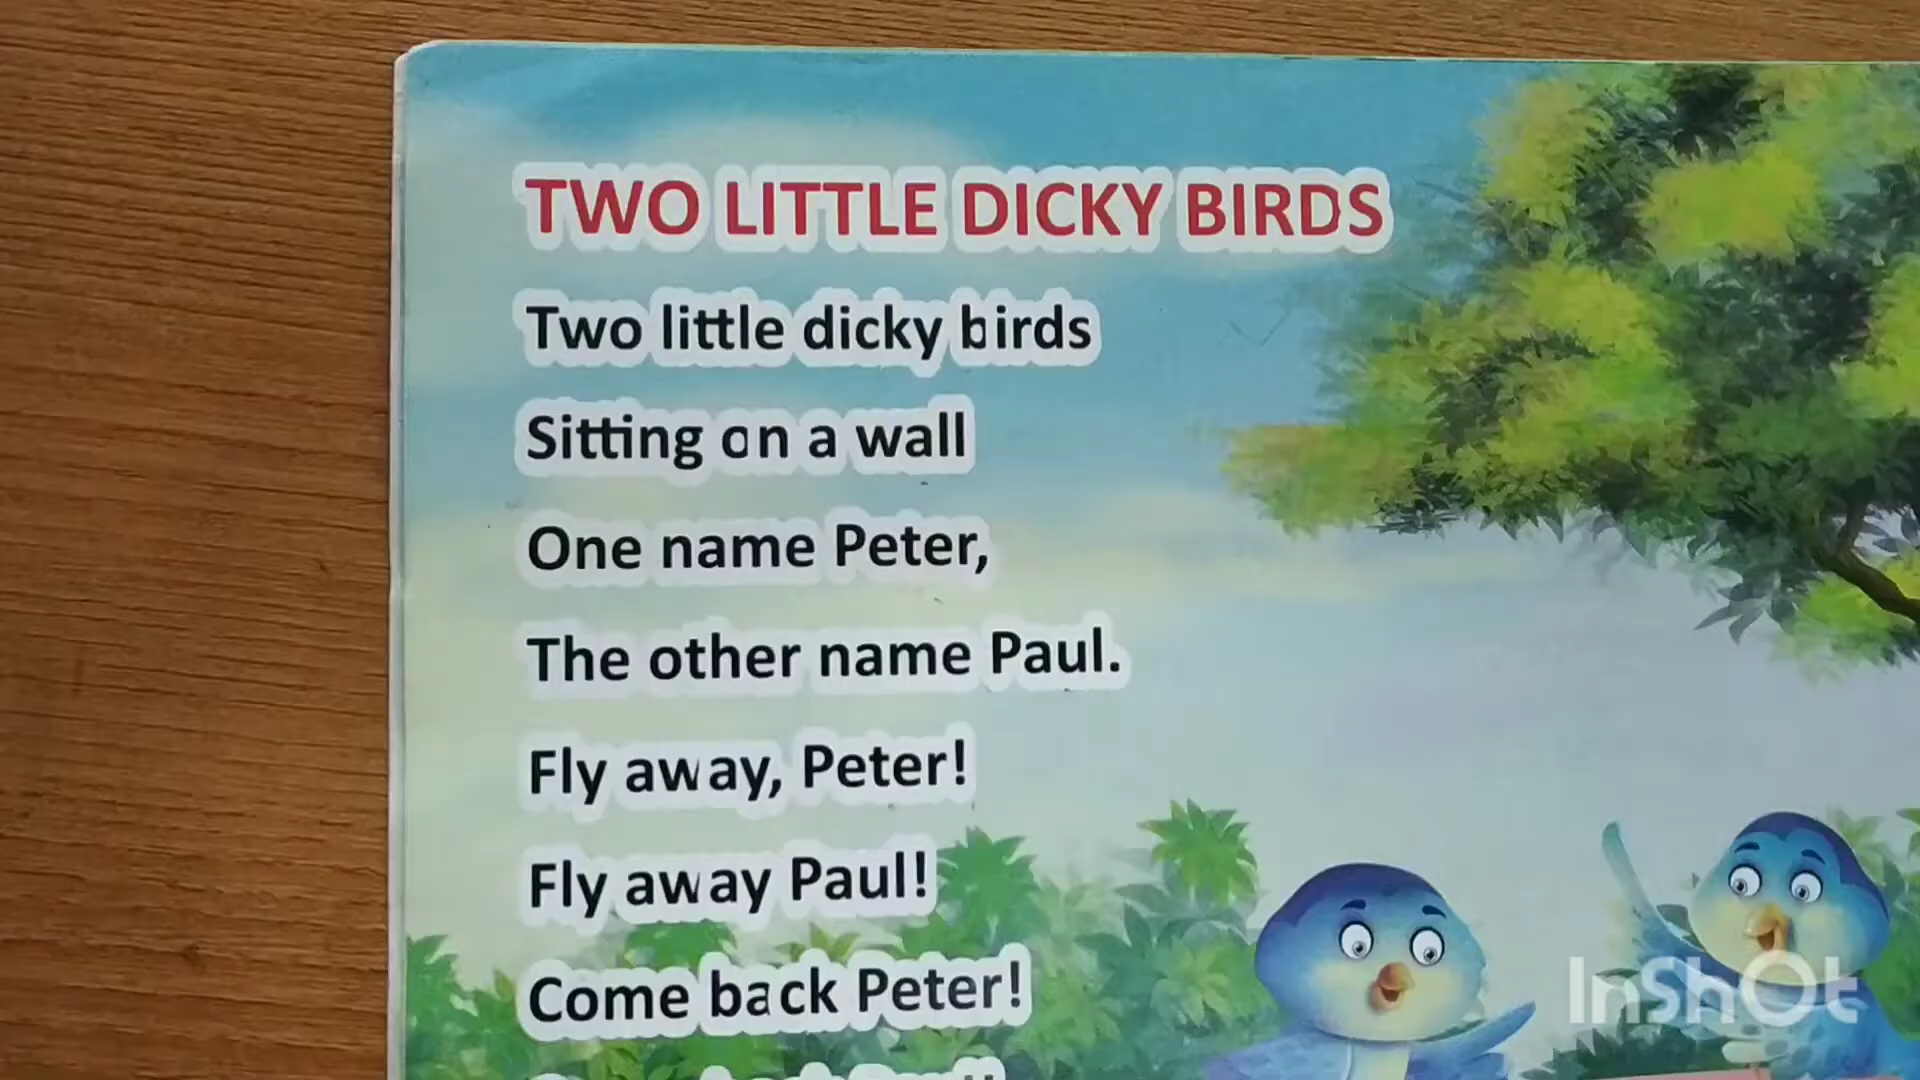 TWO LITTLE DICKY BIRDS
Two little dicky birds
Sitting on a wall
One name Peter,
The other name Paul.
Fly away, Peter!
Fly away Paul!
Come back Peter!
InShOt